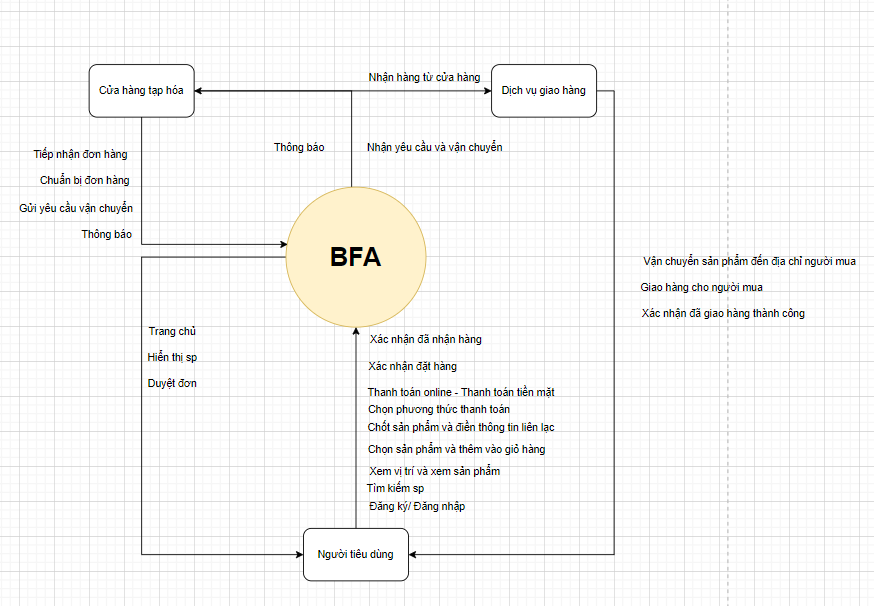 Nhận hàng từ cửa hàng
Cửa hàng tạp hóa
Dịch vụ giao hàng
Thông báo
Nhận yêu cầu và vận chuyển
Tiếp nhận đơn hàng
Chuẩn bị đơn hàng
Gửi yêu cầu vận chuyển
Thông báo
BFA
Vận chuyển sản phẩm đến địa chỉ người mua
Giao hàng cho người mua
Xác nhận đã giao hàng thành công
Trang chủ
Hiển thị sp
Duyệt đơn
Xác nhận đã nhận hàng
Xác nhận đặt hàng
Thanh toán online - Thanh toán tiền mặt
Chọn phương thức thanh toán
Chốt sản phẩm và điền thông tin liên lạc
Chọn sản phẩm và thêm vào giỏ hàng
Xem vị trí và xem sản phẩm
Tìm kiếm sp
Đăng ký/ Đăng nhập
Người tiêu dùng